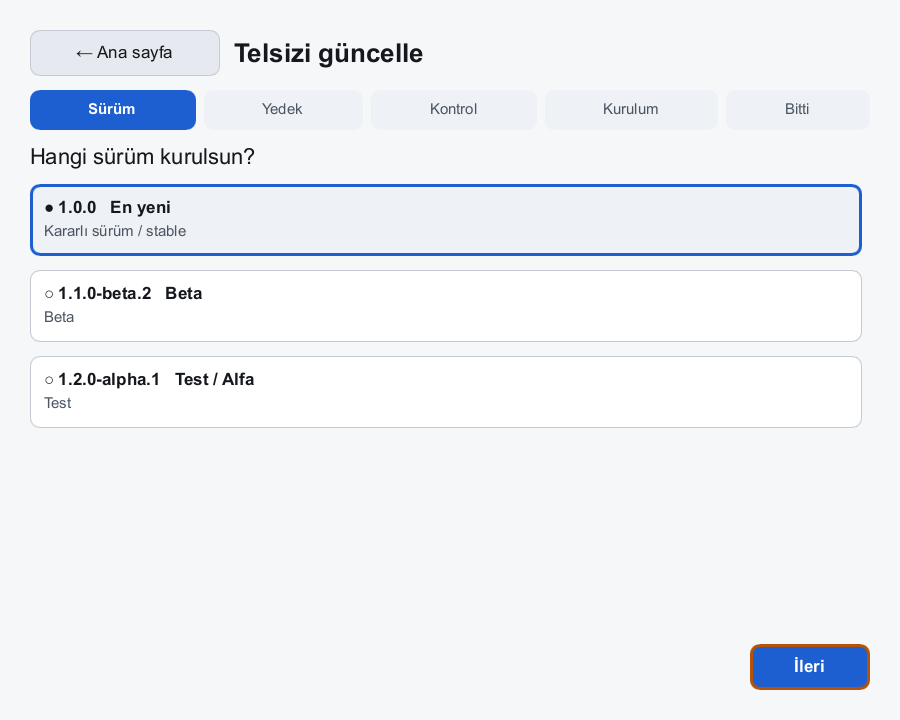 ← Ana sayfa
Telsizi güncelle
Sürüm
Yedek
Kontrol
Kurulum
Bitti
Hangi sürüm kurulsun?
● 1.0.0 En yeni
Kararlı sürüm / stable
○ 1.1.0-beta.2 Beta
Beta
○ 1.2.0-alpha.1 Test / Alfa
Test
İleri